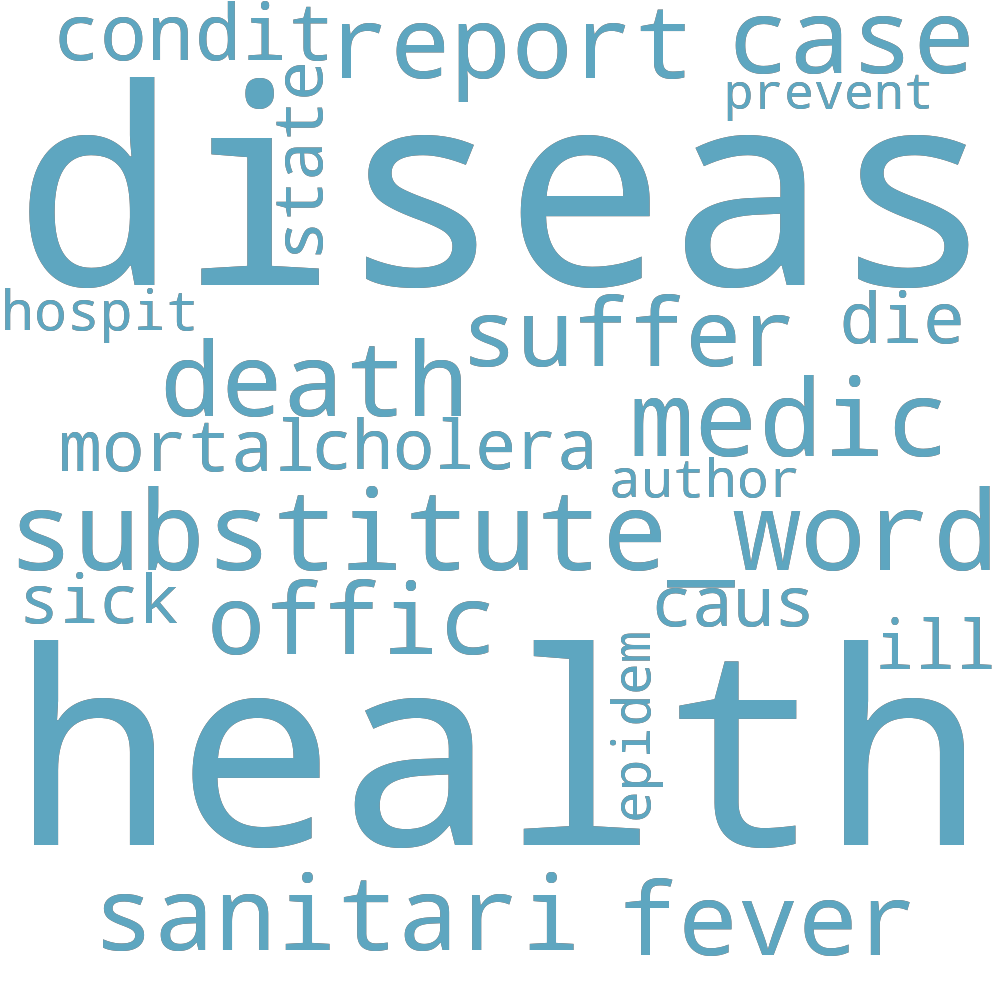 condit report case
prevent
state
diseas
hospit suffer die
death
medic
mortal cholera
author
substitute_word
sick offic caus
ill
epidem
health
sanitari fever